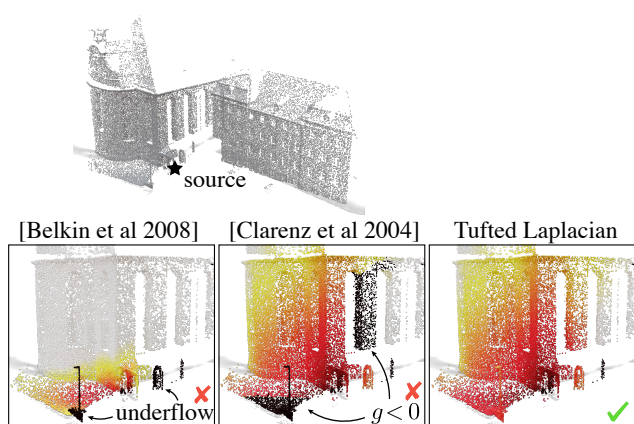 source
[Belkin et al 2008]
[Clarenz et al 2004]
Tufted Laplacian
underflow
g<0